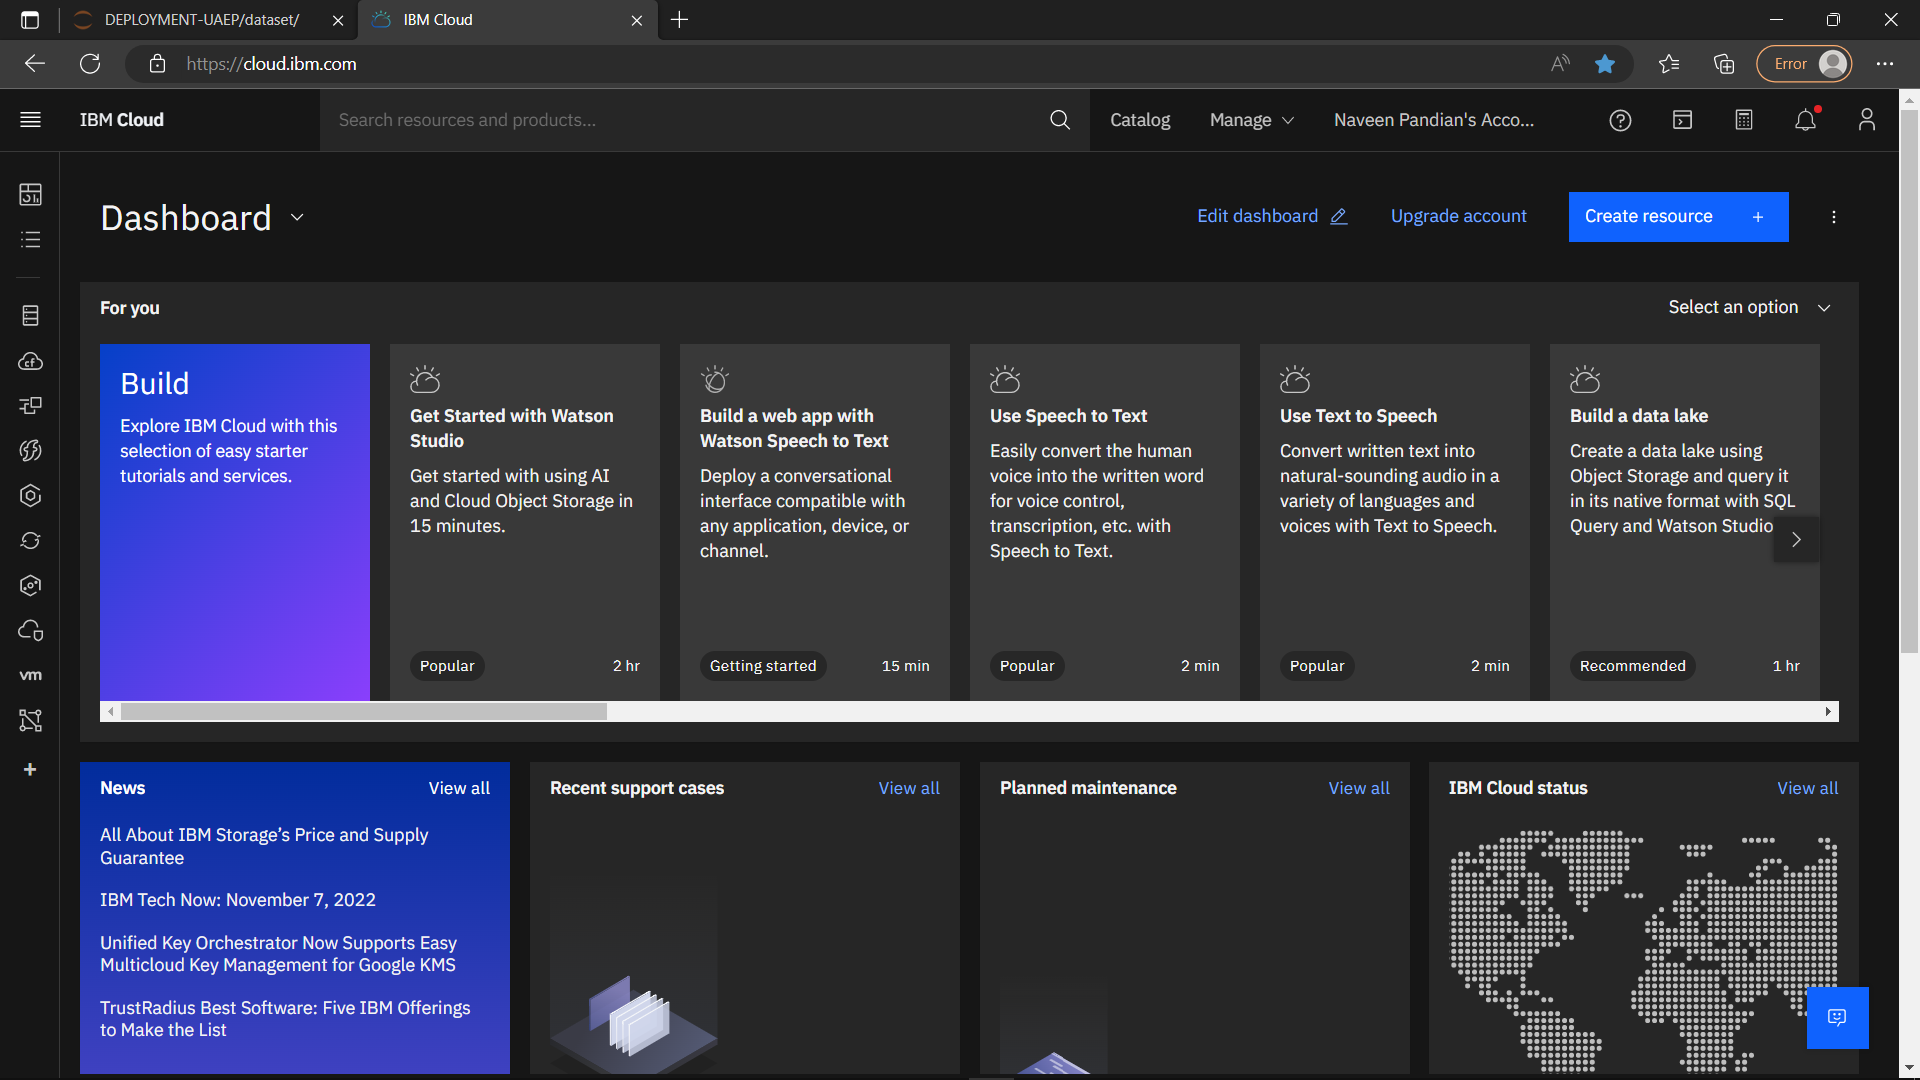 DEPLOYMENT-UAEP/dataset/
IBM Cloud
https://cloud.ibm.com
Error
IBM Cloud
Search resources and products...
Catalog
Manage
Naveen Pandian's Acco...
Dashboard
Edit dashboard
Upgrade account
Create resource
For you
Select an option
Build
Explore IBM Cloud with this
selection of easy starter
tutorials and services.
Get Started with Watson
Studio
Get started with using AI
and Cloud Object Storage in
15 minutes.
Popular
2 hr
Build a web app with
Watson Speech to Text
Deploy a conversational
interface compatible with
any application, device, or
channel.
Getting started
15 min
Use Speech to Text
Easily convert the human
voice into the written word
for voice control,
transcription, etc. with
Speech to Text.
Popular
2 min
Use Text to Speech
Convert written text into
natural-sounding audio in a
variety of languages and
voices with Text to Speech.
Popular
2 min
Build a data lake
Create a data lake using
Object Storage and query it
in its native format with SQL
Query and Watson Studio
Recommended
1 hr
cf
vm
News
View all
All About IBM Storage’s Price and Supply
Guarantee
IBM Tech Now: November 7, 2022
Unified Key Orchestrator Now Supports Easy
Multicloud Key Management for Google KMS
TrustRadius Best Software: Five IBM Offerings
to Make the List
Recent support cases
View all
Planned maintenance
View all
IBM Cloud status
View all